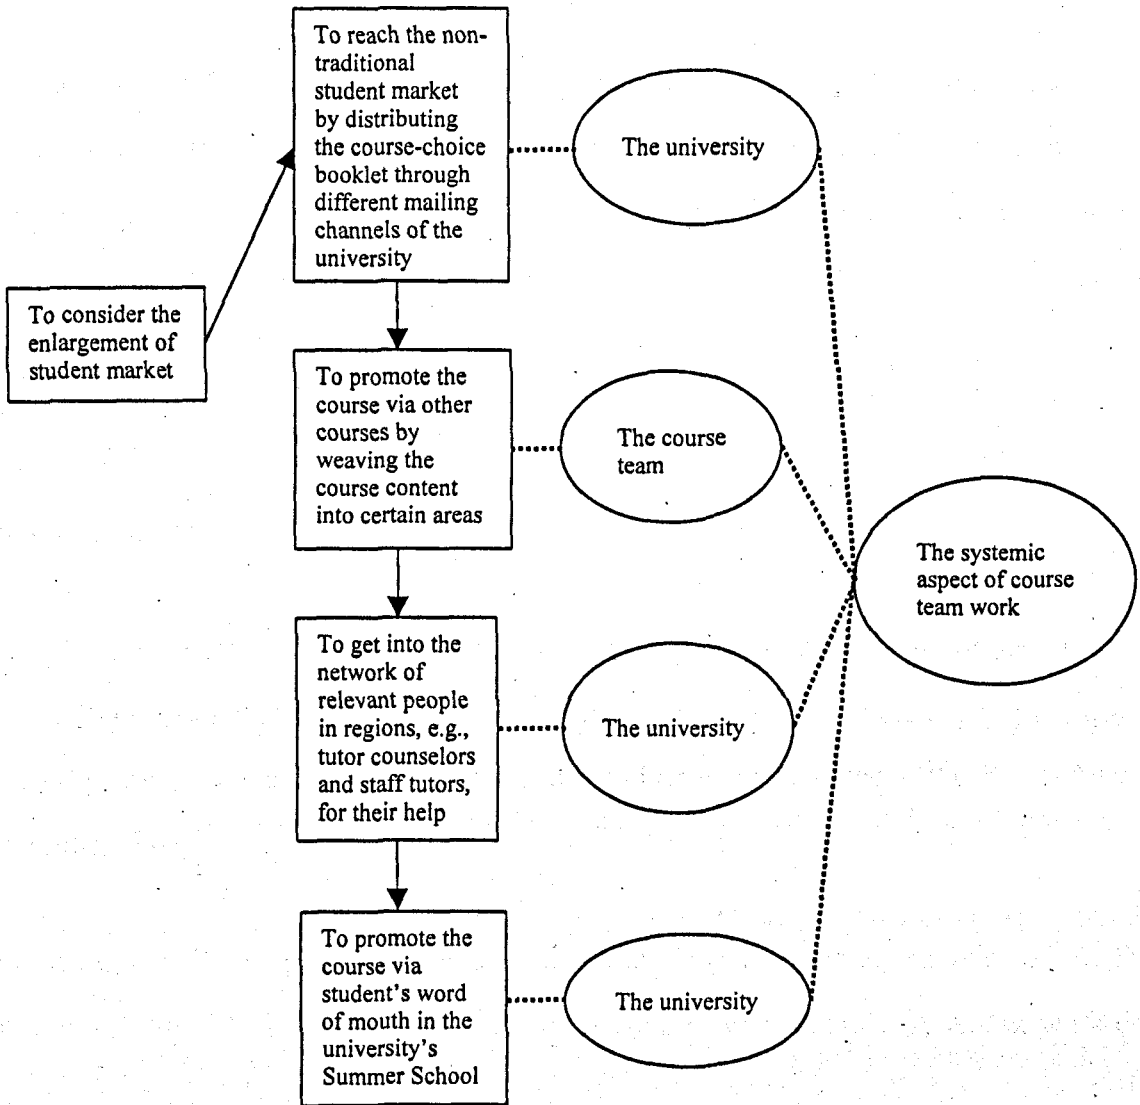 To reach the non-
traditional
student market
by distributing
the course-choice
booklet through
different mailing
channels of the
university
The university
To consider the
enlargement of
student market
To promote the
course via other
courses by
weaving the
course content
into certain areas
The course
team
The systemic
aspect of course
team work
To get into the
network of
relevant people
in regions, e.g.,
tutor counselors
and staff tutors,
for their help
The university
To promote the
course via
student's word
of mouth in the
university's
Summer School
The university